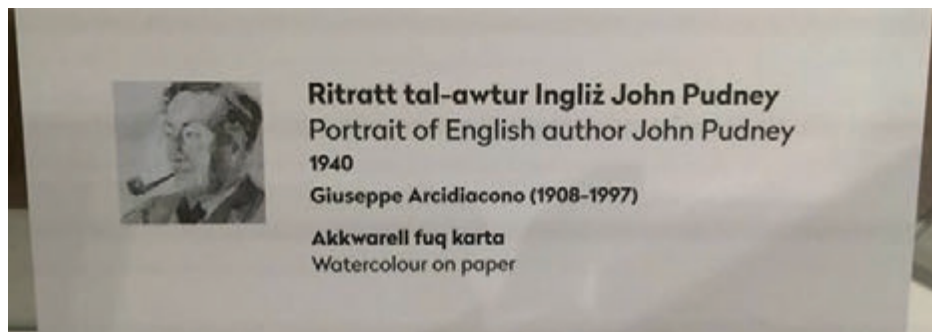 Ritratt tal-awtur Ingliż John Pudney
Portrait of English author John Pudney
1940
Giuseppe Arcidiacono (1908-1997)
Akkwarell fuq karta
Watercolour on paper